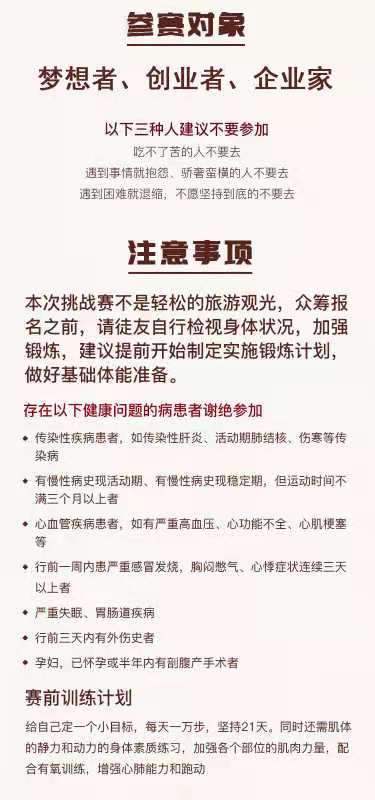 参赛对象
梦想者、创业者、企业家
以下三种人建议不要参加
吃不了苦的人不要去
遇到事情就抱怨、骄奢蛮横的人不要去
遇到困难就退缩，不愿坚持到底的不要去
注意事项
本次挑战赛不是轻松的旅游观光，众筹报
名之前，请徒友自行检视身体状况，加强
锻炼，建议提前开始制定实施锻炼计划，
做好基础体能准备。
存在以下健康问题的病患者谢绝参加
传染性疾病患者，如传染性肝炎、活动期肺结核、伤寒等传
染病
有慢性病史现活动期、有慢性病史现稳定期，但运动时间不
满三个月以上者
心血管疾病患者，如有严重高血压、心功能不全、心肌梗塞
等
行前一周内患严重感冒发烧，胸闷憋气、心悸症状连续三天
以上者
严重失眠、胃肠道疾病
行前三天内有外伤史者
孕妇，已怀孕或半年内有剖腹产手术者
赛前训练计划
给自己定一个小目标，每天一万步，坚持21天。同时还需肌体
的静力和动力的身体素质练习，加强各个部位的肌肉力量，配
合有氧训练，增强心肺能力和跑动